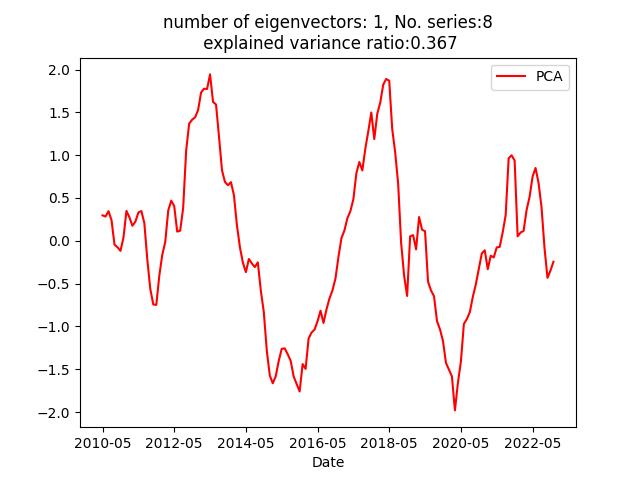 number of eigenvectors: 1, No. series:8
explained variance ratio:0.367
PCA
2.0
1.5
1.0
0.5
0.0
−0.5
−1.0
−1.5
−2.0
2010-05 2012-05 2014-05 2016-05 2018-05 2020-05 2022-05
Date